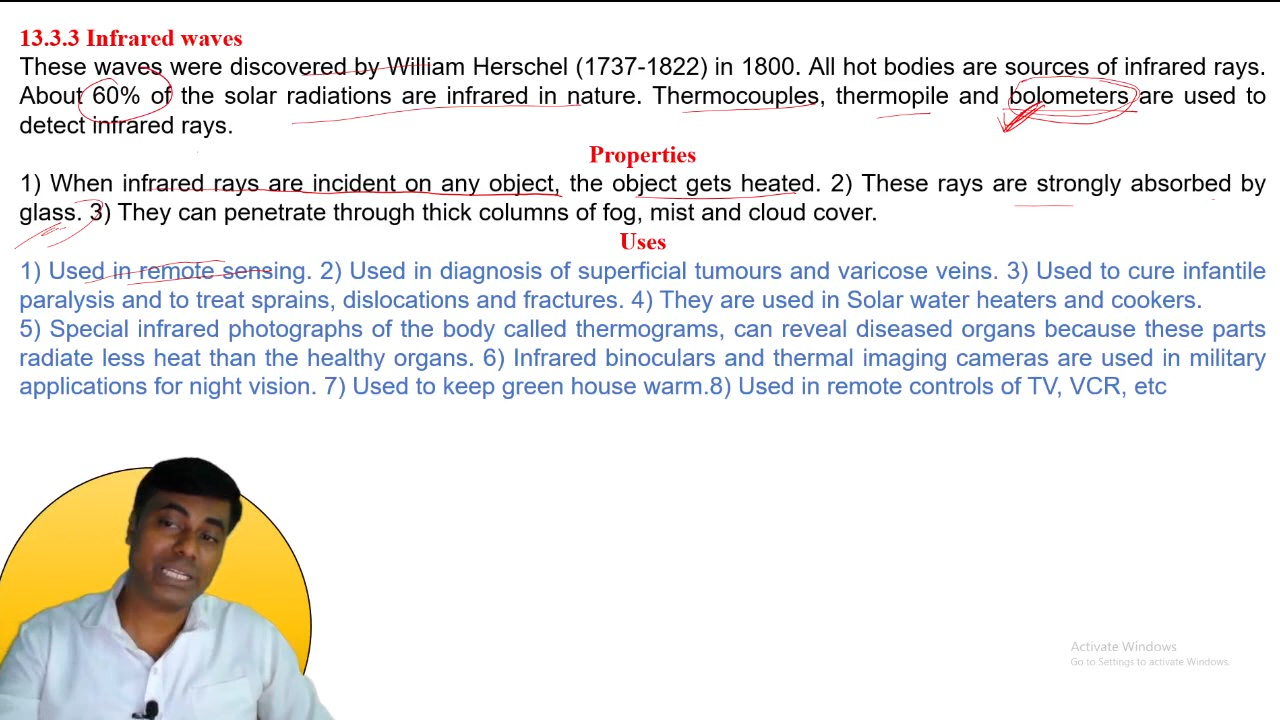 13.3.3 Infrared waves
These waves were discovered by William Herschel (1737-1822) in 1800. All hot bodies are sources of infrared rays.
About 60% of the solar radiations are infrared in nature. Thermocouples, thermopile and bolometers are used to
detect infrared rays.
Properties
1) When infrared rays are incident on any object, the object gets heated. 2) These rays are strongly absorbed by
glass. 3) They can penetrate through thick columns of fog, mist and cloud cover.
Uses
1) Used in remote sensing. 2) Used in diagnosis of superficial tumours and varicose veins. 3) Used to cure infantile
paralysis and to treat sprains, dislocations and fractures. 4) They are used in Solar water heaters and cookers.
5) Special infrared photographs of the body called thermograms, can reveal diseased organs because these parts
radiate less heat than the healthy organs. 6) Infrared binoculars and thermal imaging cameras are used in military
applications for night vision. 7) Used to keep green house warm.8) Used in remote controls of TV, VCR, etc
Activate Windows
Go to Settings to activate Windows.